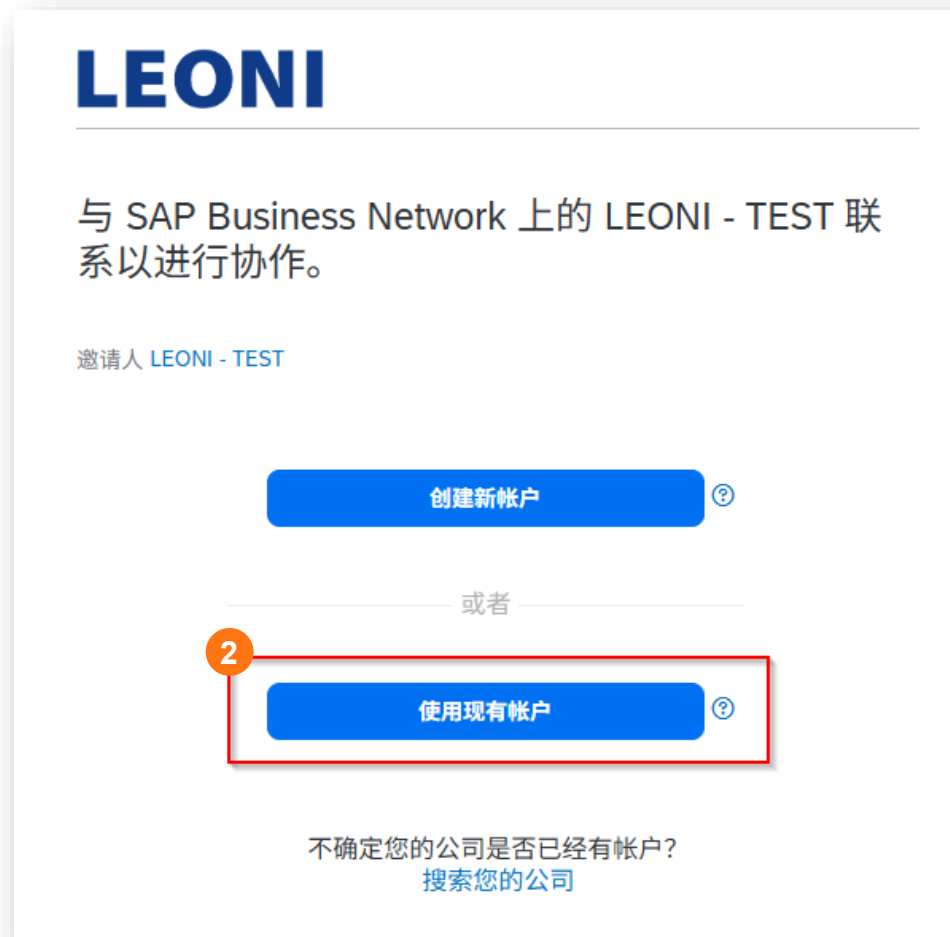 LEONI
与 SAP Business Network 上的 LEONI - TEST 联
系以进行协作。
邀请人 LEONI - TEST
创建新帐户
或者
2
使用现有帐户
不确定您的公司是否已经有帐户？
搜索您的公司